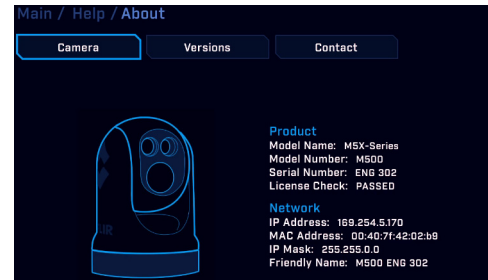 Main / Help / About
Camera
Versions
Contact
Product
Model Name: M5X-Series
Model Number: M500
Serial Number: ENG 302
License Check: PASSED
Network
IP Address: 169.254.5.170
MAC Address: 00:40:7f:42:02:b9
IP Mask: 255.255.0.0
Friendly Name: M500 ENG 302